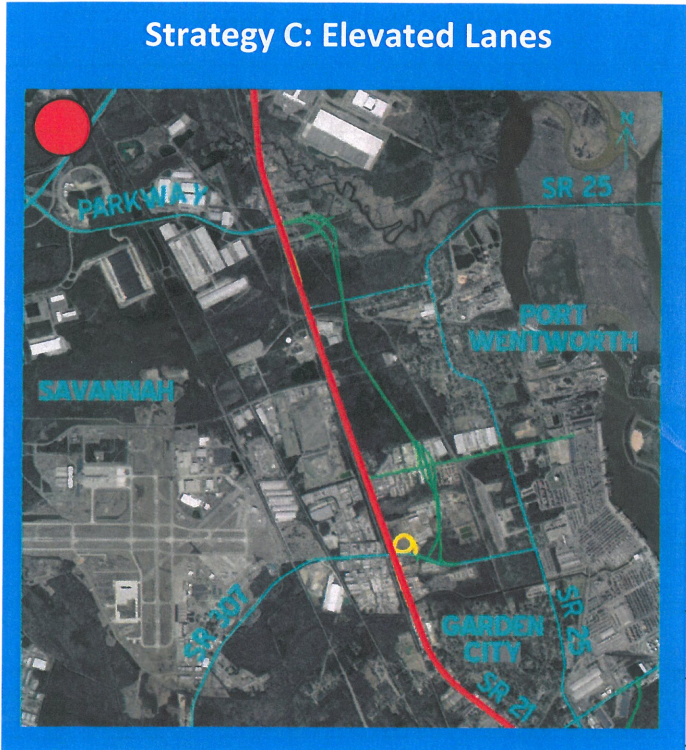 Strategy C: Elevated Lanes
N
PARKWAY
SR 25
PORT
WENTWORTH
SAVANNAH
SR 307
SR 25
GARDEN
CITY
SR 21